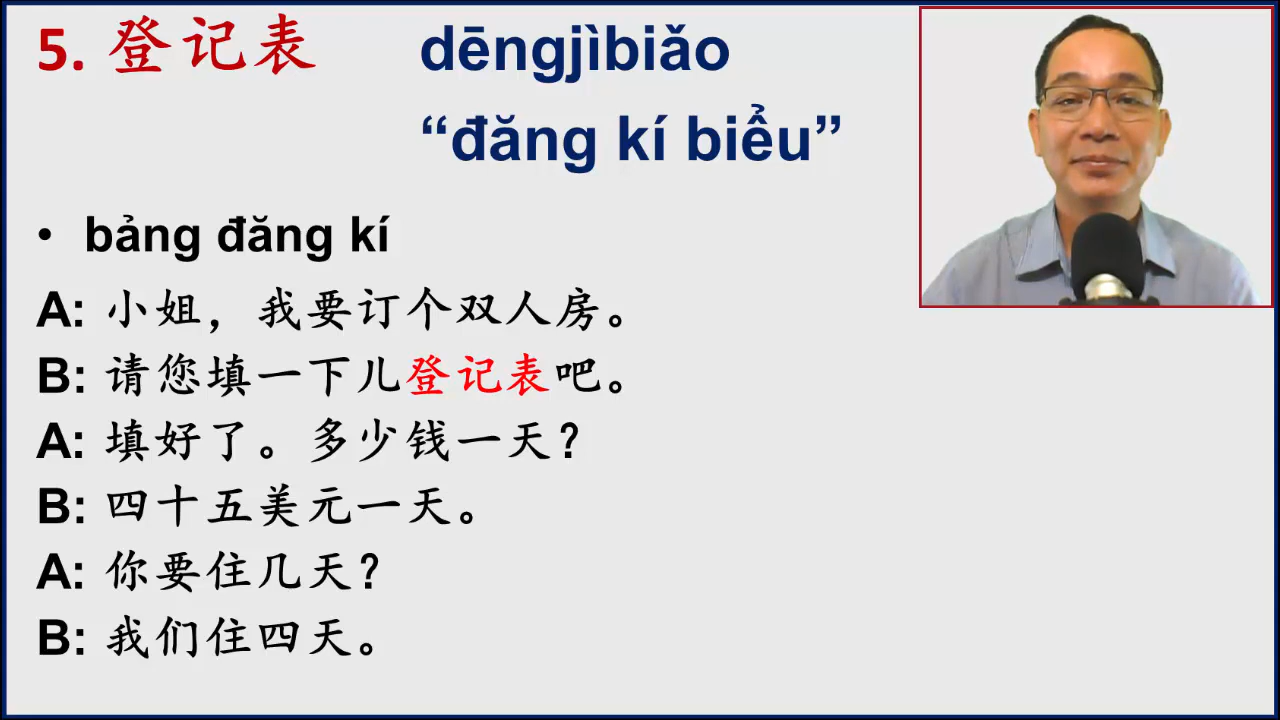 5. 登记表 dēngjìbiǎo
“đăng kí biểu”
• bảng đăng kí
A: 小姐，我要订个双人房。
B: 请您填一下儿登记表吧。
A: 填好了。多少钱一天？
B: 四十五美元一天。
A: 你要住几天？
B: 我们住四天。